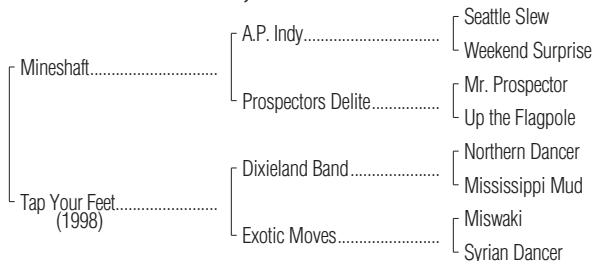 Seattle Slew
A.P. Indy
Weekend Surprise
Mineshaft
Mr. Prospector
Prospectors Delite
Up the Flagpole
Northern Dancer
Dixieland Band
Mississippi Mud
Tap Your Feet
(1998)
Miswaki
Exotic Moves
Syrian Dancer